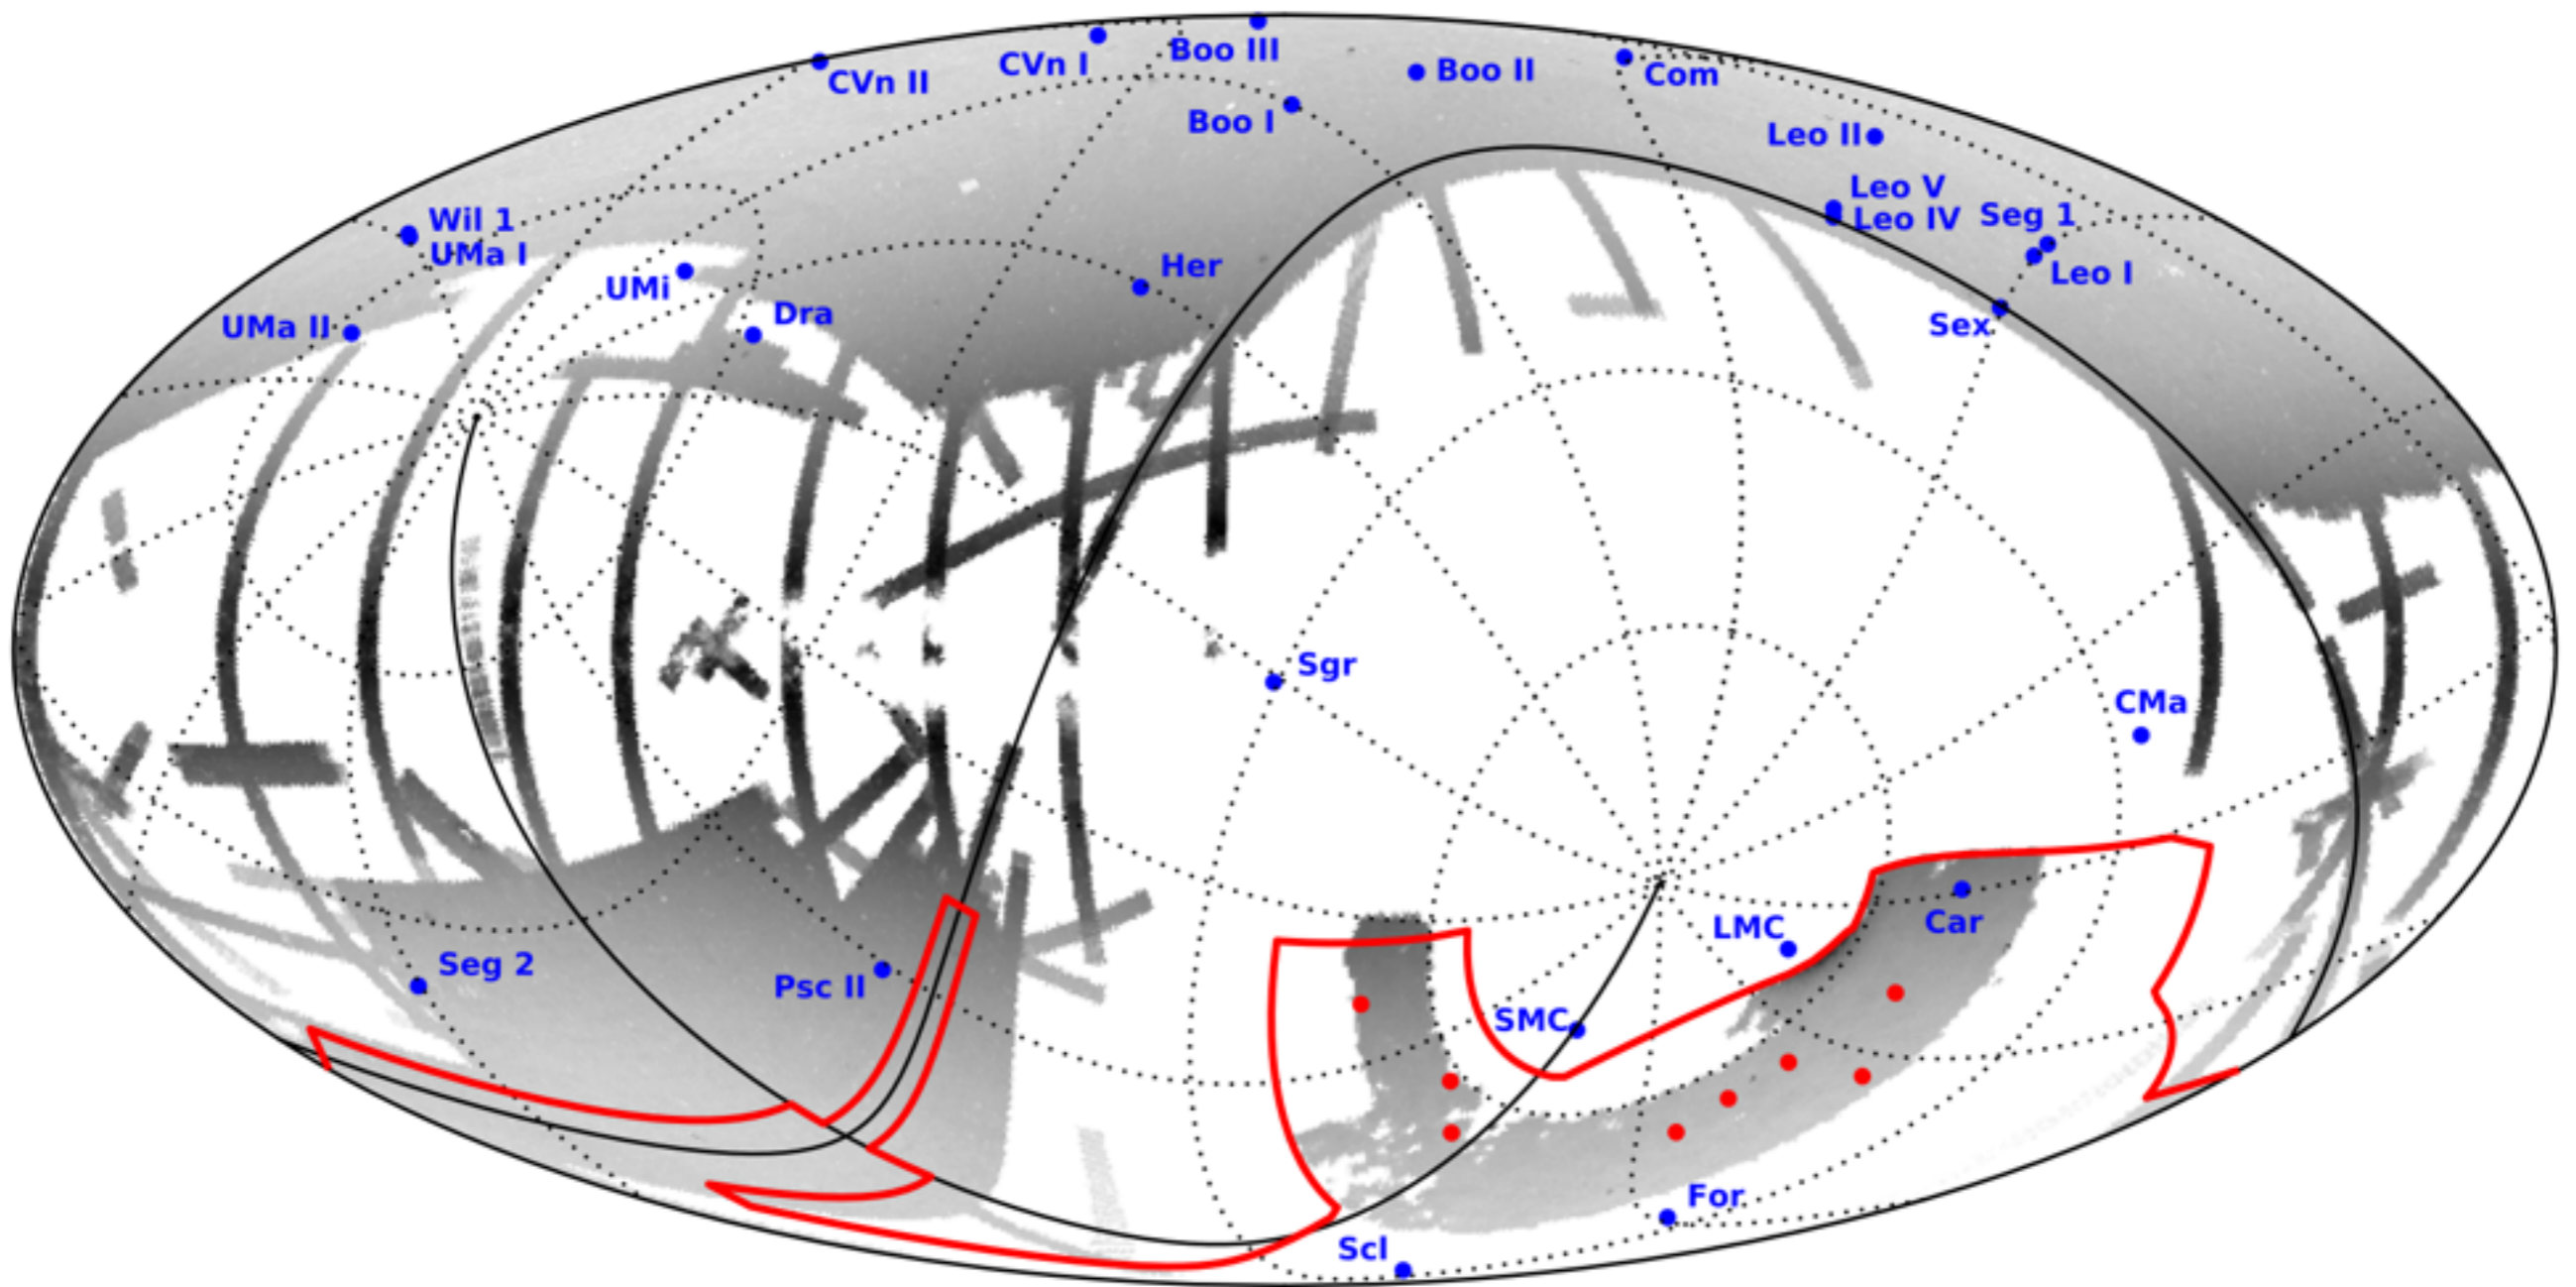 Boo III
CVn I
CVn II
Boo II
Com
Boo I
Leo II
Leo V
Leo IV
Seg 1
Wil 1
UMa I
Her
Leo I
UMi
Dra
Sex
UMa II
Sgr
CMa
Car
LMC
Seg 2
Psc II
SMC
For
Scl